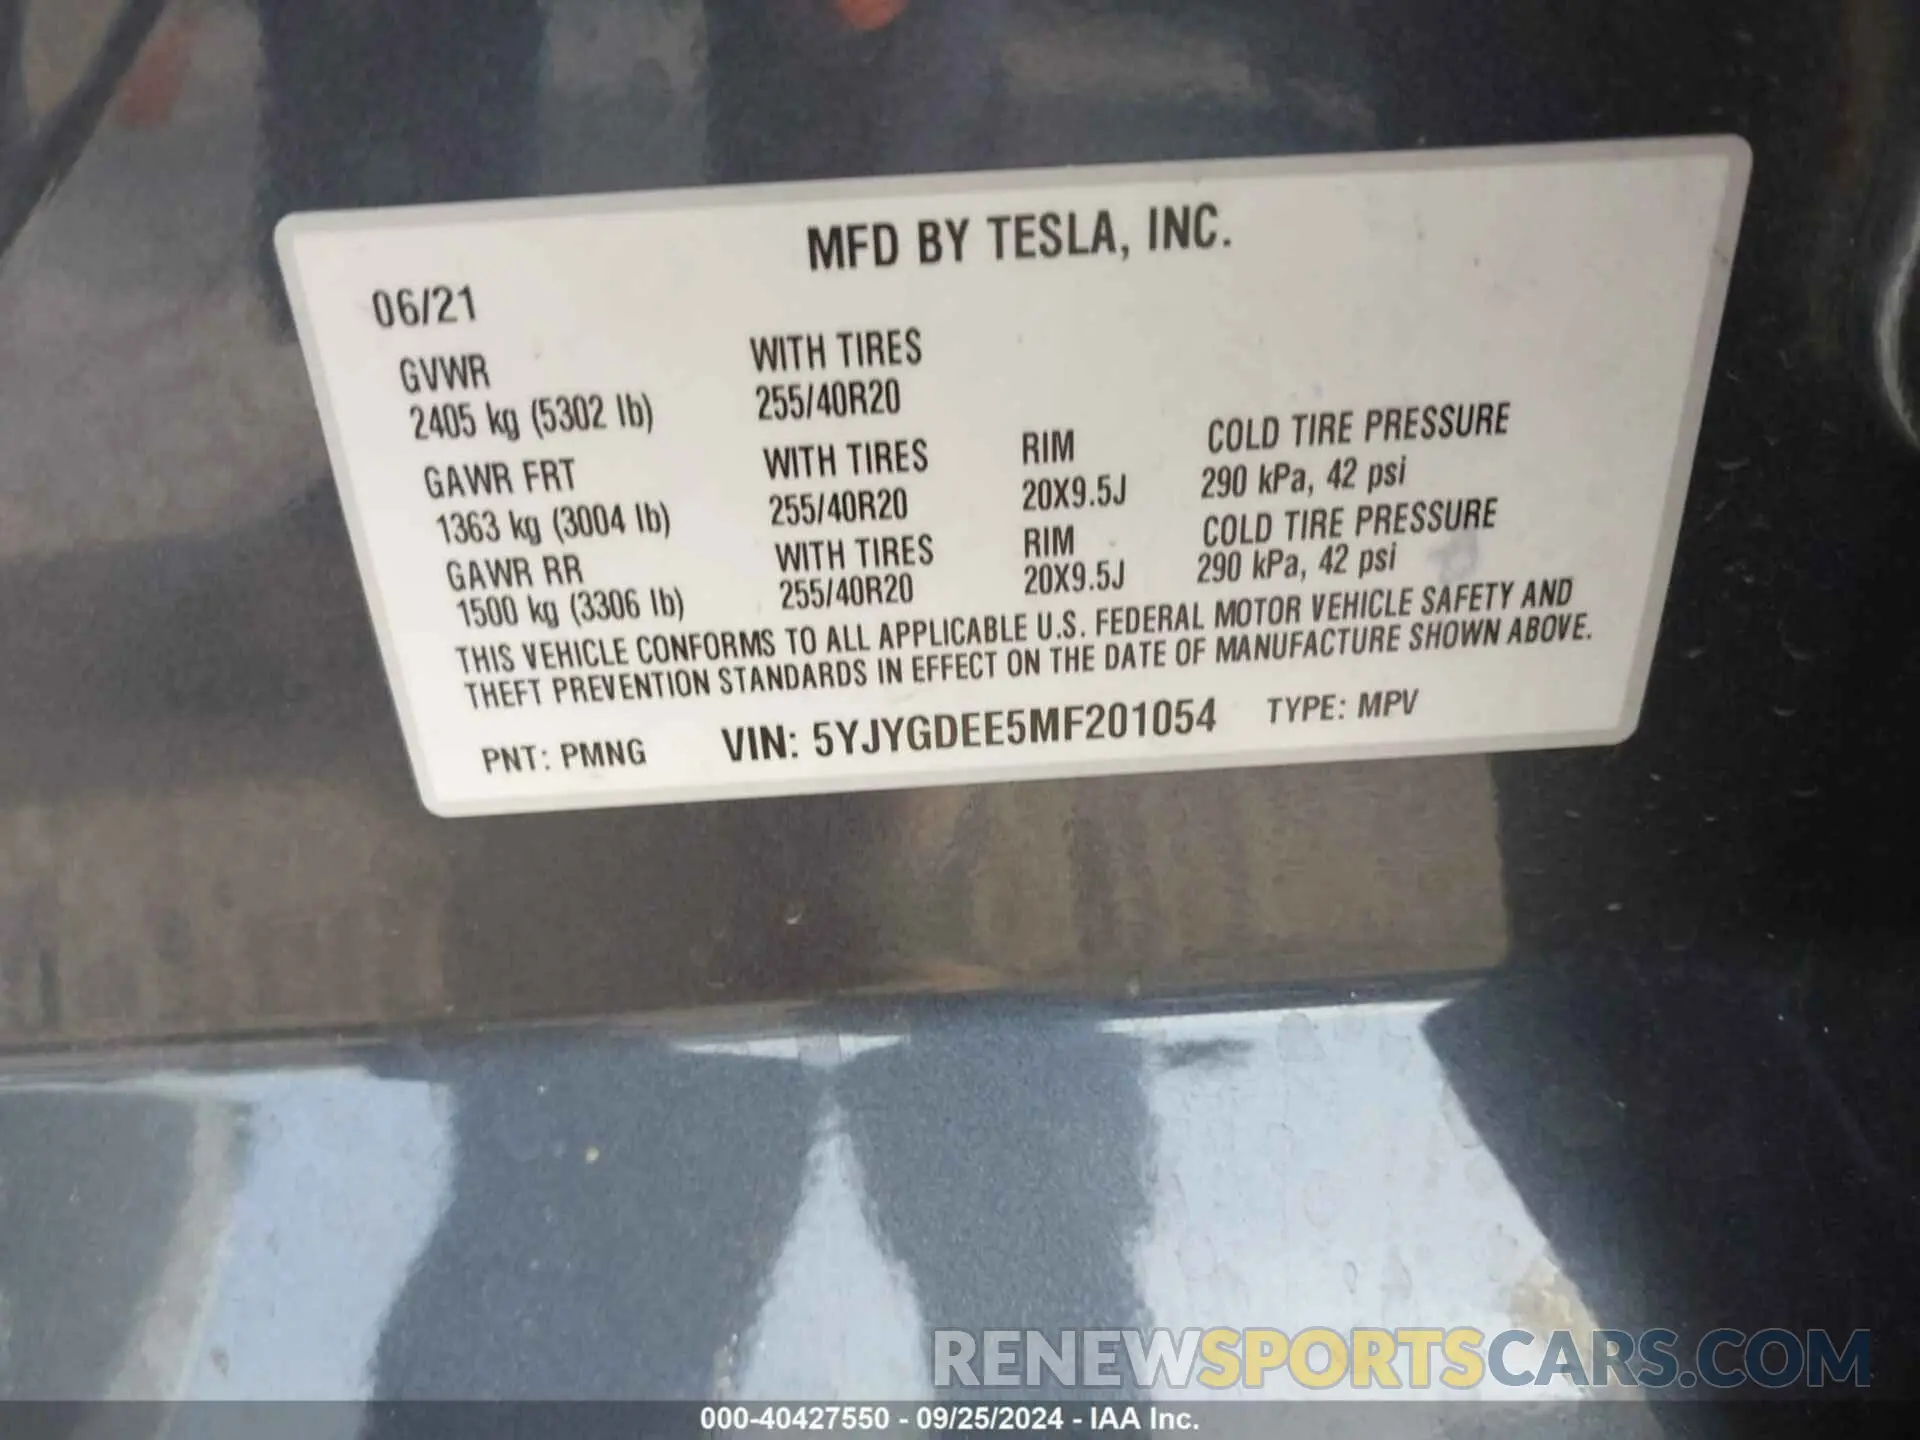 MFD BY TESLA, INC.
06/21
GVWR WITH TIRES
2405 kg (5302 lb) 255/40R20
GAWR FRT WITH TIRES RIM COLD TIRE PRESSURE
1363 kg (3004 lb) 255/40R20 20X9.5J 290 kPa, 42 psi
GAWR RR WITH TIRES RIM COLD TIRE PRESSURE
1500 kg (3306 lb) 255/40R20 20X9.5J 290 kPa, 42 psi
THIS VEHICLE CONFORMS TO ALL APPLICABLE U.S. FEDERAL MOTOR VEHICLE SAFETY AND
THEFT PREVENTION STANDARDS IN EFFECT ON THE DATE OF MANUFACTURE SHOWN ABOVE.
PNT: PMNG VIN: 5YJYGDEE5MF201054 TYPE: MPV
RENEWSPORTSCARS.COM
000-40427550 - 09/25/2024 - IAA Inc.